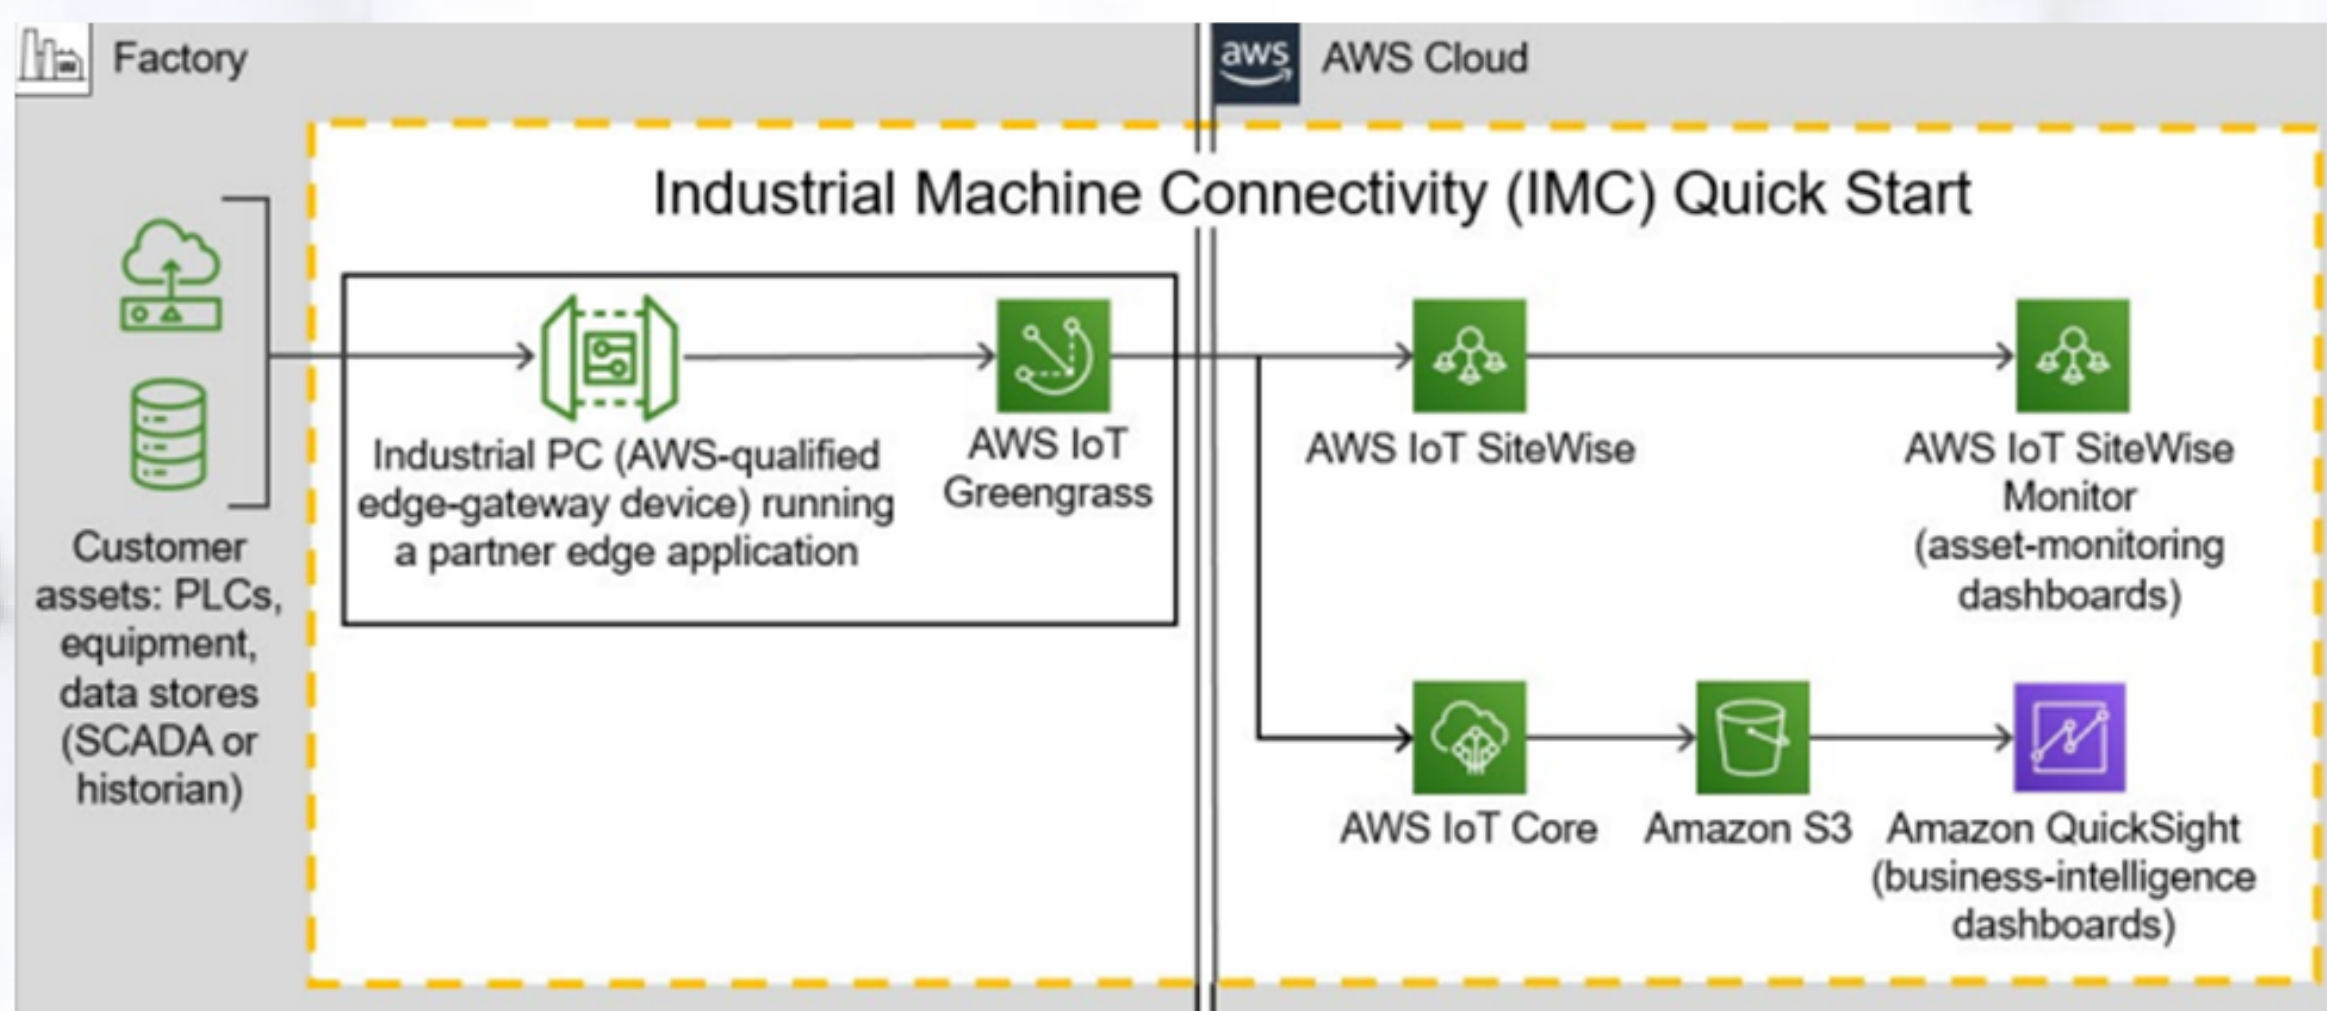 Factory
aws
AWS Cloud
Industrial Machine Connectivity (IMC) Quick Start
Customer
assets: PLCs,
equipment,
data stores
(SCADA or
historian)
Industrial PC (AWS-qualified
edge-gateway device) running
a partner edge application
AWS IoT
Greengrass
AWS IoT SiteWise
AWS IoT SiteWise
Monitor
(asset-monitoring
dashboards)
AWS IoT Core
Amazon S3
Amazon QuickSight
(business-intelligence
dashboards)